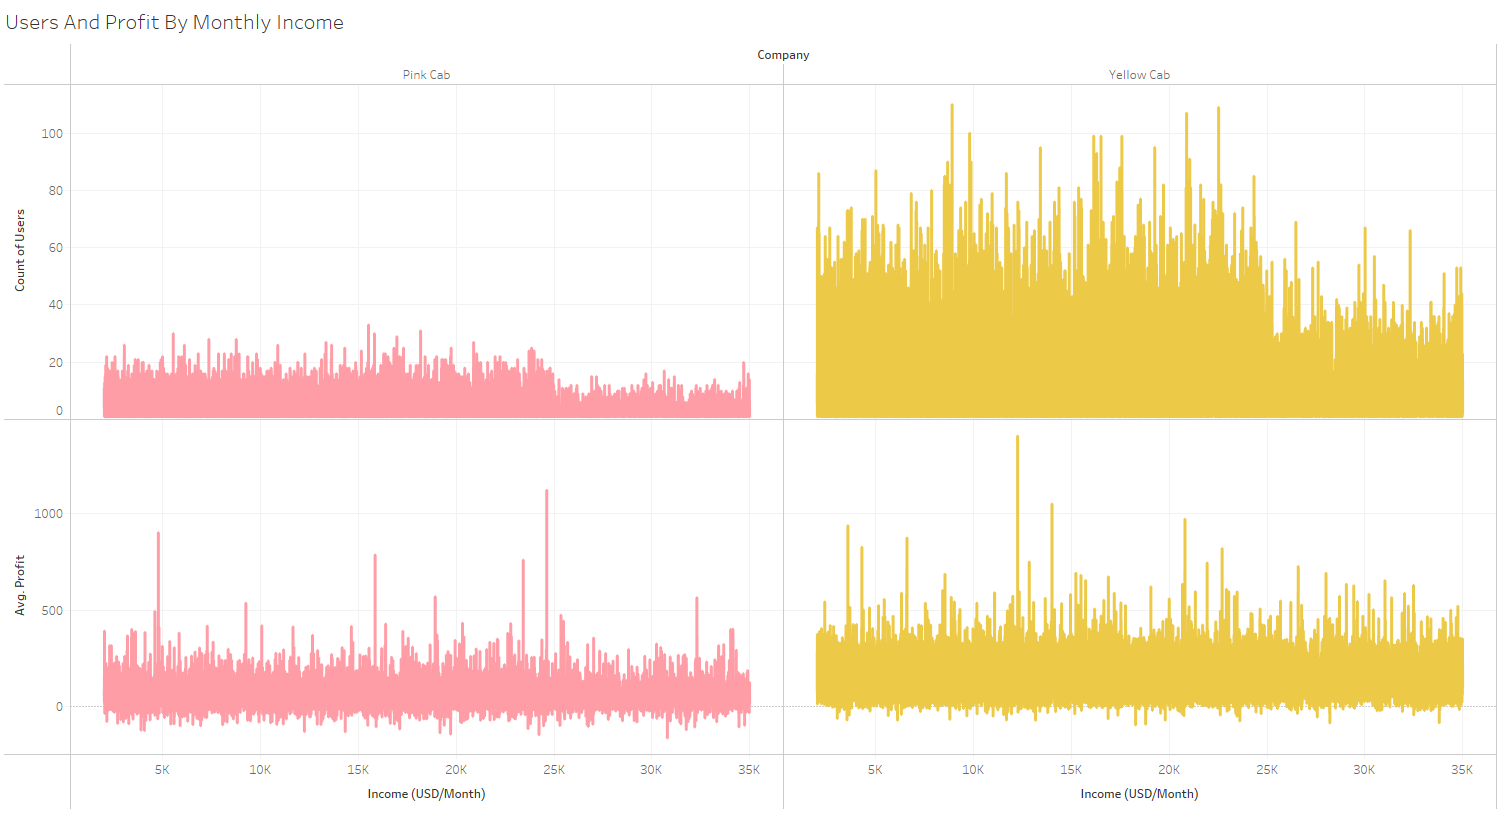 Users And Profit By Monthly Income
Company
Pink Cab
Yellow Cab
Count of Users
100
80
60
40
20
0
Avg. Profit
1000
500
0
5K 10K 15K 20K 25K 30K 35K
5K 10K 15K 20K 25K 30K 35K
Income (USD/Month)
Income (USD/Month)